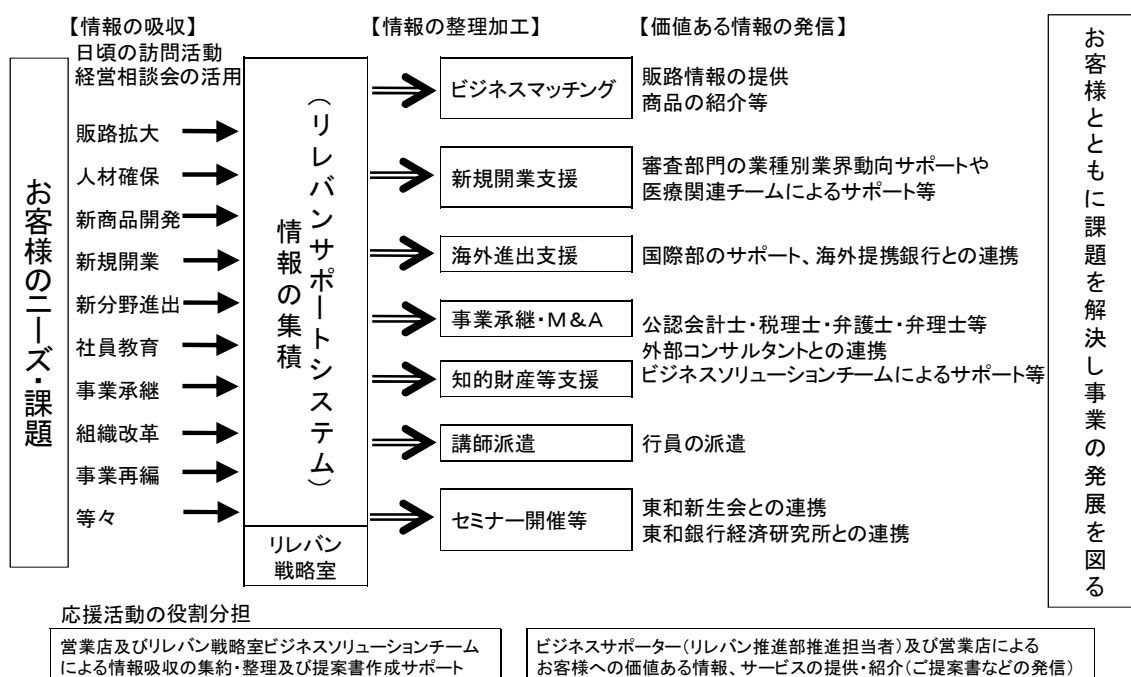 【情報の吸収】
日頃の訪問活動
経営相談会の活用
【情報の整理加工】
【価値ある情報の発信】
お客様のニーズ・課題
販路拡大
人材確保
新商品開発
新規開業
新分野進出
社員教育
事業承継
組織改革
事業再編
等々
情報の集積
(リレバンサポートシステム)
リレバン
戦略室
ビジネスマッチング
販路情報の提供
商品の紹介等
新規開業支援
審査部門の業種別業界動向サポートや
医療関連チームによるサポート等
海外進出支援
国際部のサポート、海外提携銀行との連携
事業承継・M&A
知的財産等支援
公認会計士・税理士・弁護士・弁理士等
外部コンサルタントとの連携
ビジネスソリューションチームによるサポート等
講師派遣
行員の派遣
セミナー開催等
東和新生会との連携
東和銀行経済研究所との連携
お客様とともに課題を解決し事業の発展を図る
応援活動の役割分担
営業店及びリレバン戦略室ビジネスソリューションチーム
による情報吸収の集約・整理及び提案書作成サポート
ビジネスサポーター(リレバン推進部推進担当者)及び営業店による
お客様への価値ある情報、サービスの提供・紹介(ご提案書などの発信)